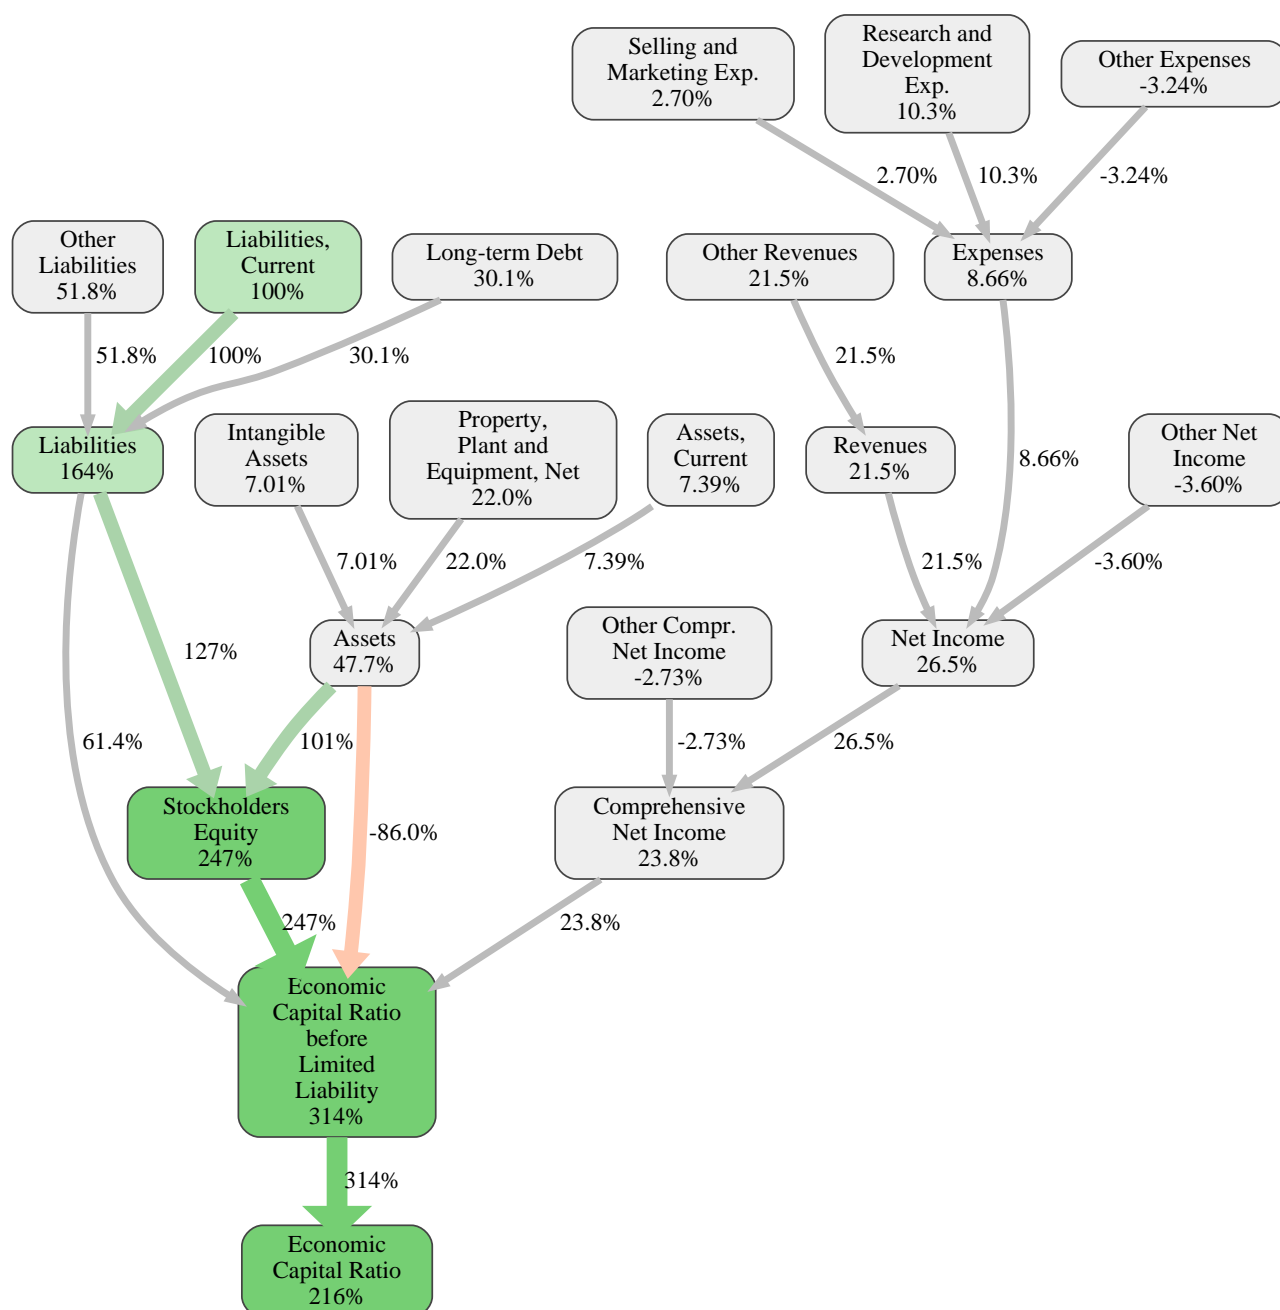 Selling and
Marketing Exp.
2.70%
Research and
Development
Exp.
10.3%
Other Expenses
-3.24%
2.70%
10.3%
-3.24%
Other
Liabilities
51.8%
Liabilities,
Current
100%
Long-term Debt
30.1%
Other Revenues
21.5%
Expenses
8.66%
51.8%
100%
30.1%
21.5%
8.66%
Liabilities
164%
Intangible
Assets
7.01%
Property,
Plant and
Equipment, Net
22.0%
Assets,
Current
7.39%
Revenues
21.5%
Other Net
Income
-3.60%
7.01%
22.0%
7.39%
21.5%
-3.60%
127%
Assets
47.7%
Other Compr.
Net Income
-2.73%
Net Income
26.5%
61.4%
101%
-86.0%
-2.73%
26.5%
Stockholders
Equity
247%
Comprehensive
Net Income
23.8%
247%
23.8%
Economic
Capital Ratio
before
Limited
Liability
314%
314%
Economic
Capital Ratio
216%